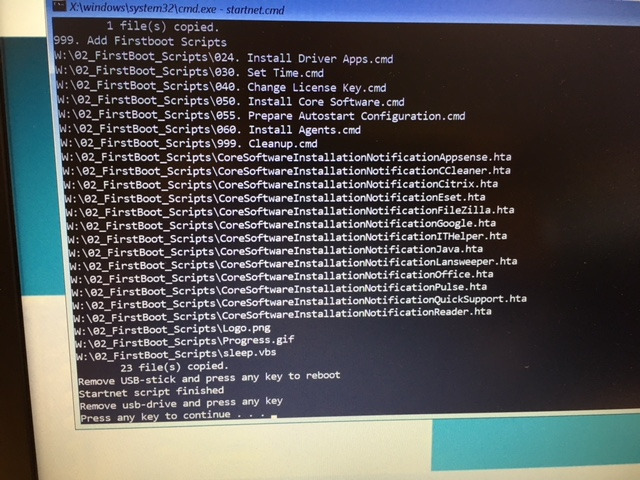 X:\windows\system32\cmd.exe - startnet.cmd
1 file(s) copied.
999. Add Firstboot Scripts
W:\02_FirstBoot_Scripts\024. Install Driver Apps.cmd
W:\02_FirstBoot_Scripts\030. Set Time.cmd
W:\02_FirstBoot_Scripts\040. Change License Key.cmd
W:\02_FirstBoot_Scripts\050. Install Core Software.cmd
W:\02_FirstBoot_Scripts\055. Prepare Autostart Configuration.cmd
W:\02_FirstBoot_Scripts\060. Install Agents.cmd
W:\02_FirstBoot_Scripts\999. Cleanup.cmd
W:\02_FirstBoot_Scripts\CoreSoftwareInstallationNotificationAppsense.hta
W:\02_FirstBoot_Scripts\CoreSoftwareInstallationNotificationCCleaner.hta
W:\02_FirstBoot_Scripts\CoreSoftwareInstallationNotificationCitrix.hta
W:\02_FirstBoot_Scripts\CoreSoftwareInstallationNotificationEset.hta
W:\02_FirstBoot_Scripts\CoreSoftwareInstallationNotificationFileZilla.hta
W:\02_FirstBoot_Scripts\CoreSoftwareInstallationNotificationGoogle.hta
W:\02_FirstBoot_Scripts\CoreSoftwareInstallationNotificationITHelper.hta
W:\02_FirstBoot_Scripts\CoreSoftwareInstallationNotificationJava.hta
W:\02_FirstBoot_Scripts\CoreSoftwareInstallationNotificationLansweeper.hta
W:\02_FirstBoot_Scripts\CoreSoftwareInstallationNotificationOffice.hta
W:\02_FirstBoot_Scripts\CoreSoftwareInstallationNotificationPulse.hta
W:\02_FirstBoot_Scripts\CoreSoftwareInstallationNotificationQuickSupport.hta
W:\02_FirstBoot_Scripts\CoreSoftwareInstallationNotificationReader.hta
W:\02_FirstBoot_Scripts\Logo.png
W:\02_FirstBoot_Scripts\Progress.gif
W:\02_FirstBoot_Scripts\sleep.vbs
23 file(s) copied.
Remove USB-stick and press any key to reboot
Startnet script finished
Remove usb-drive and press any key
Press any key to continue . . .